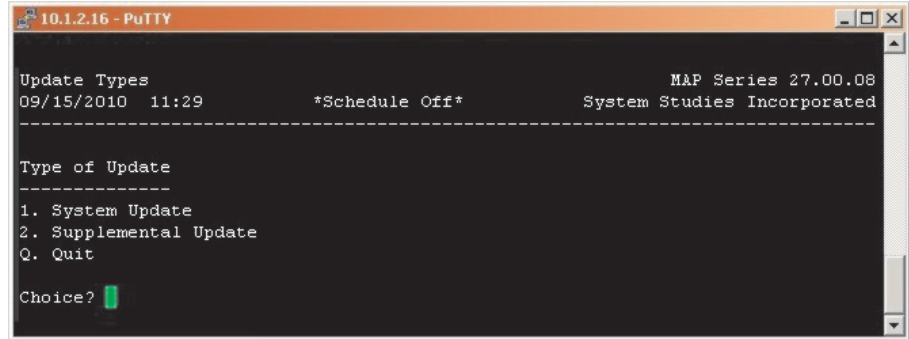 10.1.2.16 - PuTTY
Update Types MAP Series 27.00.08
09/15/2010 11:29 *Schedule Off* System Studies Incorporated
--------------------------------------------------------------------------------
Type of Update
--------------
1. System Update
2. Supplemental Update
Q. Quit
Choice?